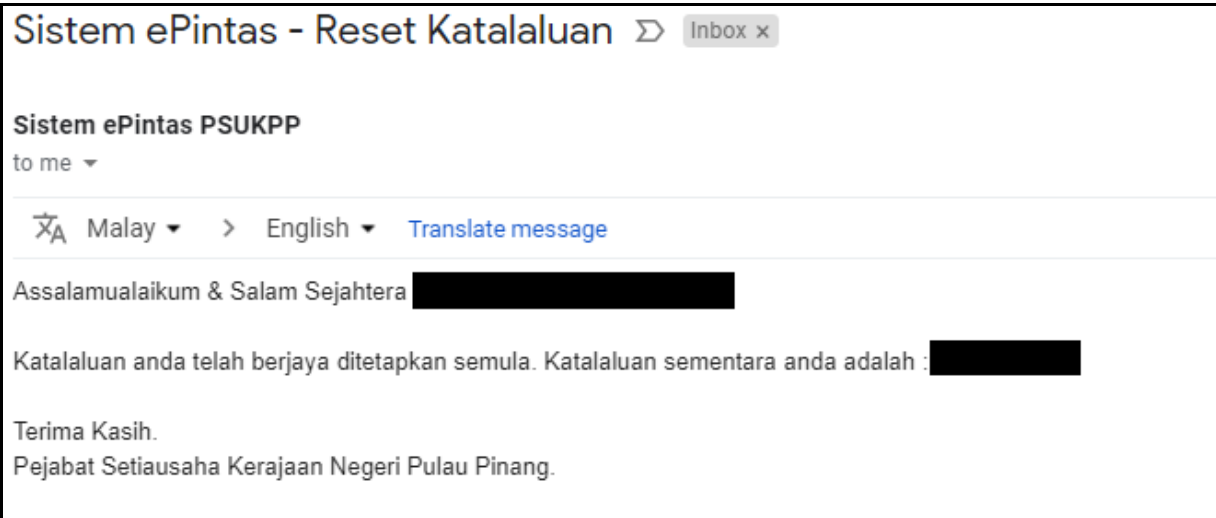 Sistem ePintas - Reset Katalaluan Inbox x
Sistem ePintas PSUKPP
to me
Malay > English Translate message
Assalamualaikum & Salam Sejahtera
Katalaluan anda telah berjaya ditetapkan semula. Katalaluan sementara anda adalah :
Terima Kasih.
Pejabat Setiausaha Kerajaan Negeri Pulau Pinang.